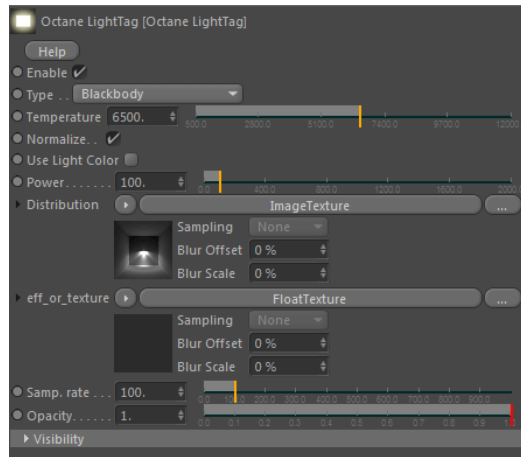 Octane LightTag [Octane LightTag]
Help
Enable
Type . . Blackbody
Temperature 6500.
500.0 2800.0 5100.0 7400.0 9700.0 12000
Normalize. .
Use Light Color
Power. . . . . . . 100.
0.0 400.0 800.0 1200.0 1600.0 2000.0
Distribution ImageTexture ...
Sampling None
Blur Offset 0 %
Blur Scale 0 %
eff_or_texture FloatTexture ...
Sampling None
Blur Offset 0 %
Blur Scale 0 %
Samp. rate . . . 100.
0.0 100.0 200.0 300.0 400.0 500.0 600.0 700.0 800.0 900.0
Opacity. . . . . . 1.
0.0 0.1 0.2 0.3 0.4 0.5 0.6 0.7 0.8 0.9 1.0
Visibility